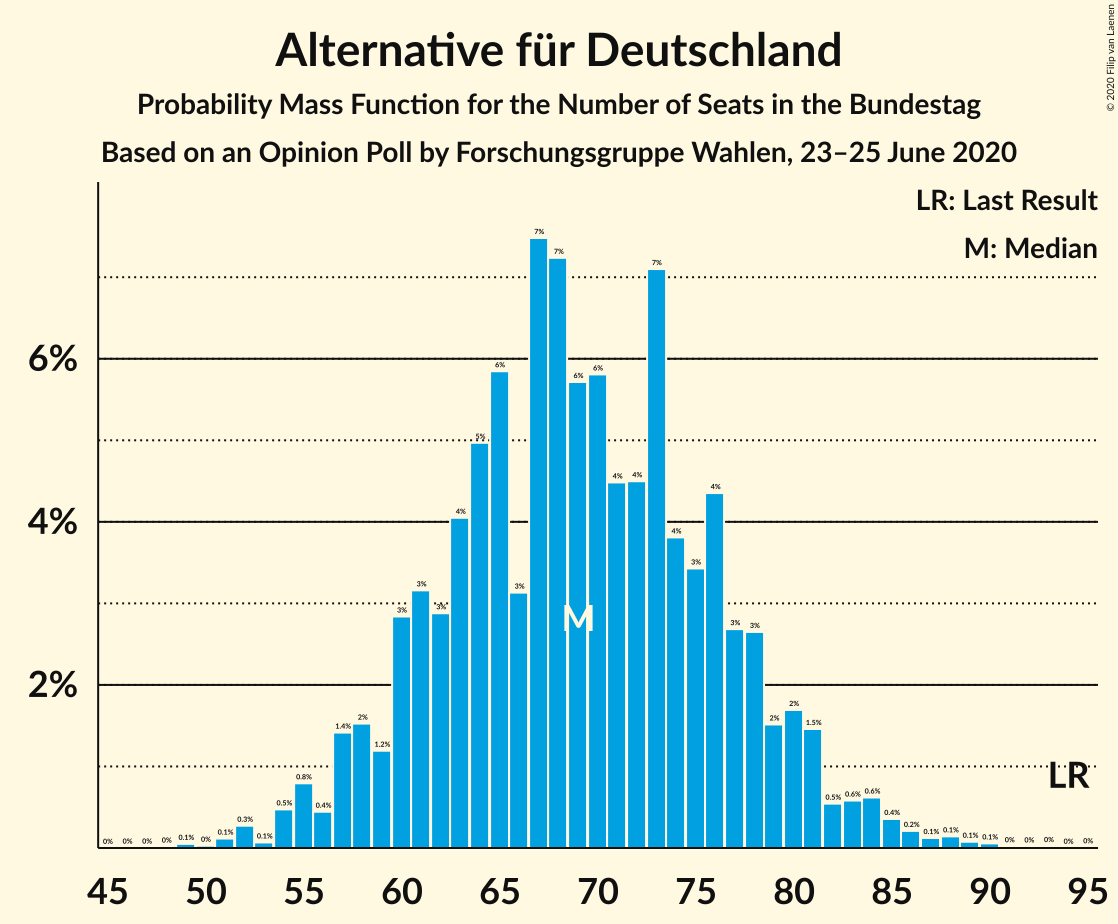 Alternative für Deutschland
Probability Mass Function for the Number of Seats in the Bundestag
Based on an Opinion Poll by Forschungsgruppe Wahlen, 23–25 June 2020
© 2020 Filip van Laenen
LR: Last Result
M: Median
6%
4%
2%
0% 0% 0% 0% 0.1% 0% 0.1% 0.3% 0.1% 0.5% 0.8% 0.4% 1.4% 2% 1.2% 3% 3% 3% 4% 5% 6% 3% 7% 7% 6% 6% 4% 4% 7% 4% 3% 4% 3% 3% 2% 2% 1.5% 0.5% 0.6% 0.6% 0.4% 0.2% 0.1% 0.1% 0.1% 0.1% 0% 0% 0% 0% 0%
M
LR
45 50 55 60 65 70 75 80 85 90 95